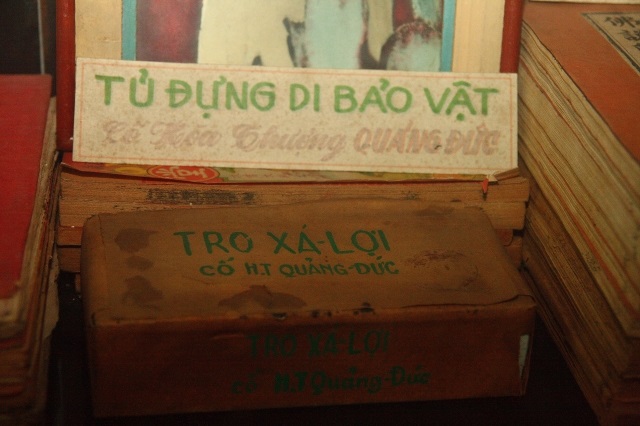 TỦ ĐỰNG DI BẢO VẬT
Cố Hòa Thượng QUẢNG ĐỨC
TRO XÁ-LỢI
CỐ H.T QUẢNG-ĐỨC
TRO XÁ-LỢI
cố H.T Quảng-Đức